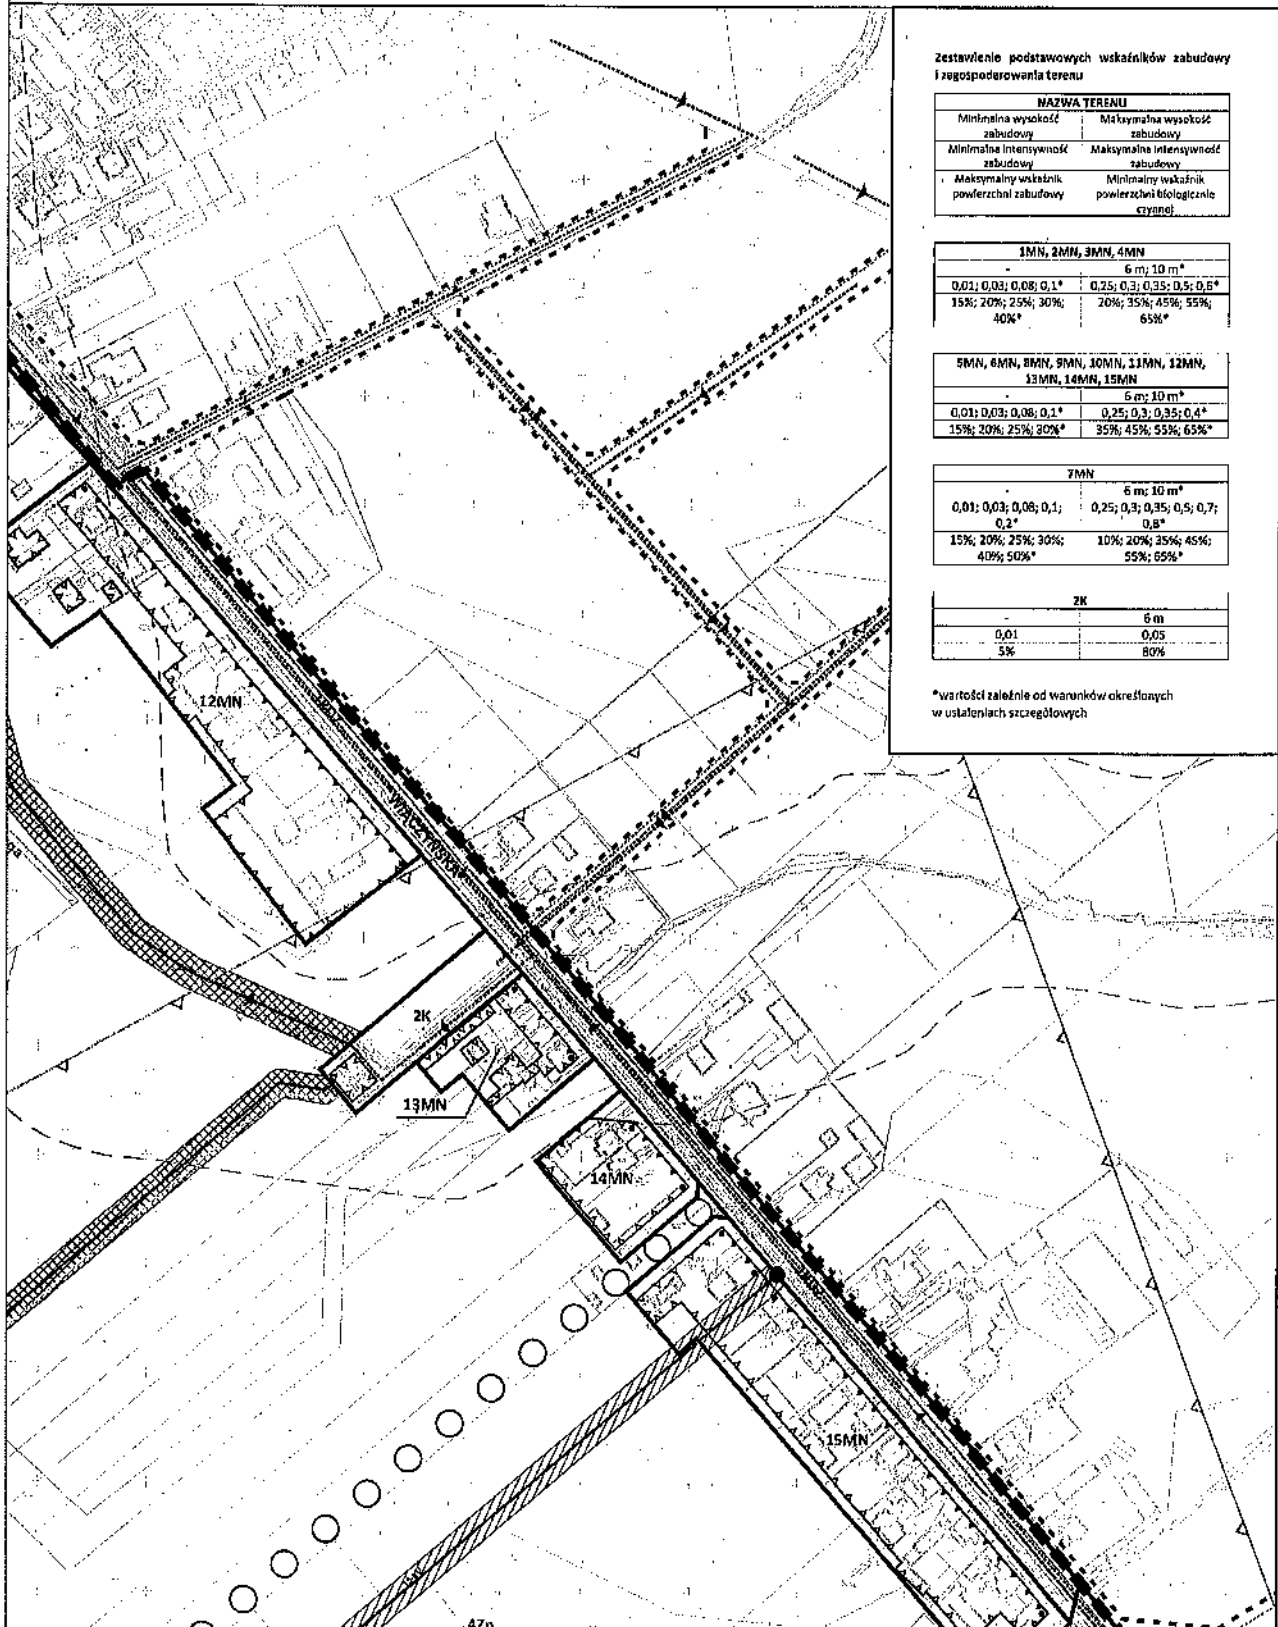 Zestawienie podstawowych wskaźników zabudowy
i zagospodarowania terenu
NAZWA TERENU
Minimalna wysokość zabudowy
Maksymalna wysokość zabudowy
Minimalna intensywność zabudowy
Maksymalna intensywność zabudowy
Maksymalny wskaźnik powierzchni zabudowy
Minimalny wskaźnik powierzchni biologicznie czynnej
1MN, 2MN, 3MN, 4MN
- 6 m; 10 m*
0,01; 0,03; 0,08; 0,1* 0,25; 0,3; 0,35; 0,5; 0,6*
15%; 20%; 25%; 30%; 20%; 35%; 45%; 55%;
40%* 65%*
5MN, 6MN, 8MN, 9MN, 10MN, 11MN, 12MN,
13MN, 14MN, 15MN
- 6 m; 10 m*
0,01; 0,03; 0,08; 0,1* 0,25; 0,3; 0,35; 0,4*
15%; 20%; 25%; 30%* 35%; 45%; 55%; 65%*
7MN
- 6 m; 10 m*
0,01; 0,03; 0,08; 0,1; 0,25; 0,3; 0,35; 0,5; 0,7;
0,2* 0,8*
15%; 20%; 25%; 30%; 10%; 20%; 35%; 45%;
40%; 50%* 55%; 65%*
2K
- 6 m
0,01 0,05
5% 80%
*wartości zależnie od warunków określonych
w ustaleniach szczegółowych
12MN
2K
13MN
14MN
15MN